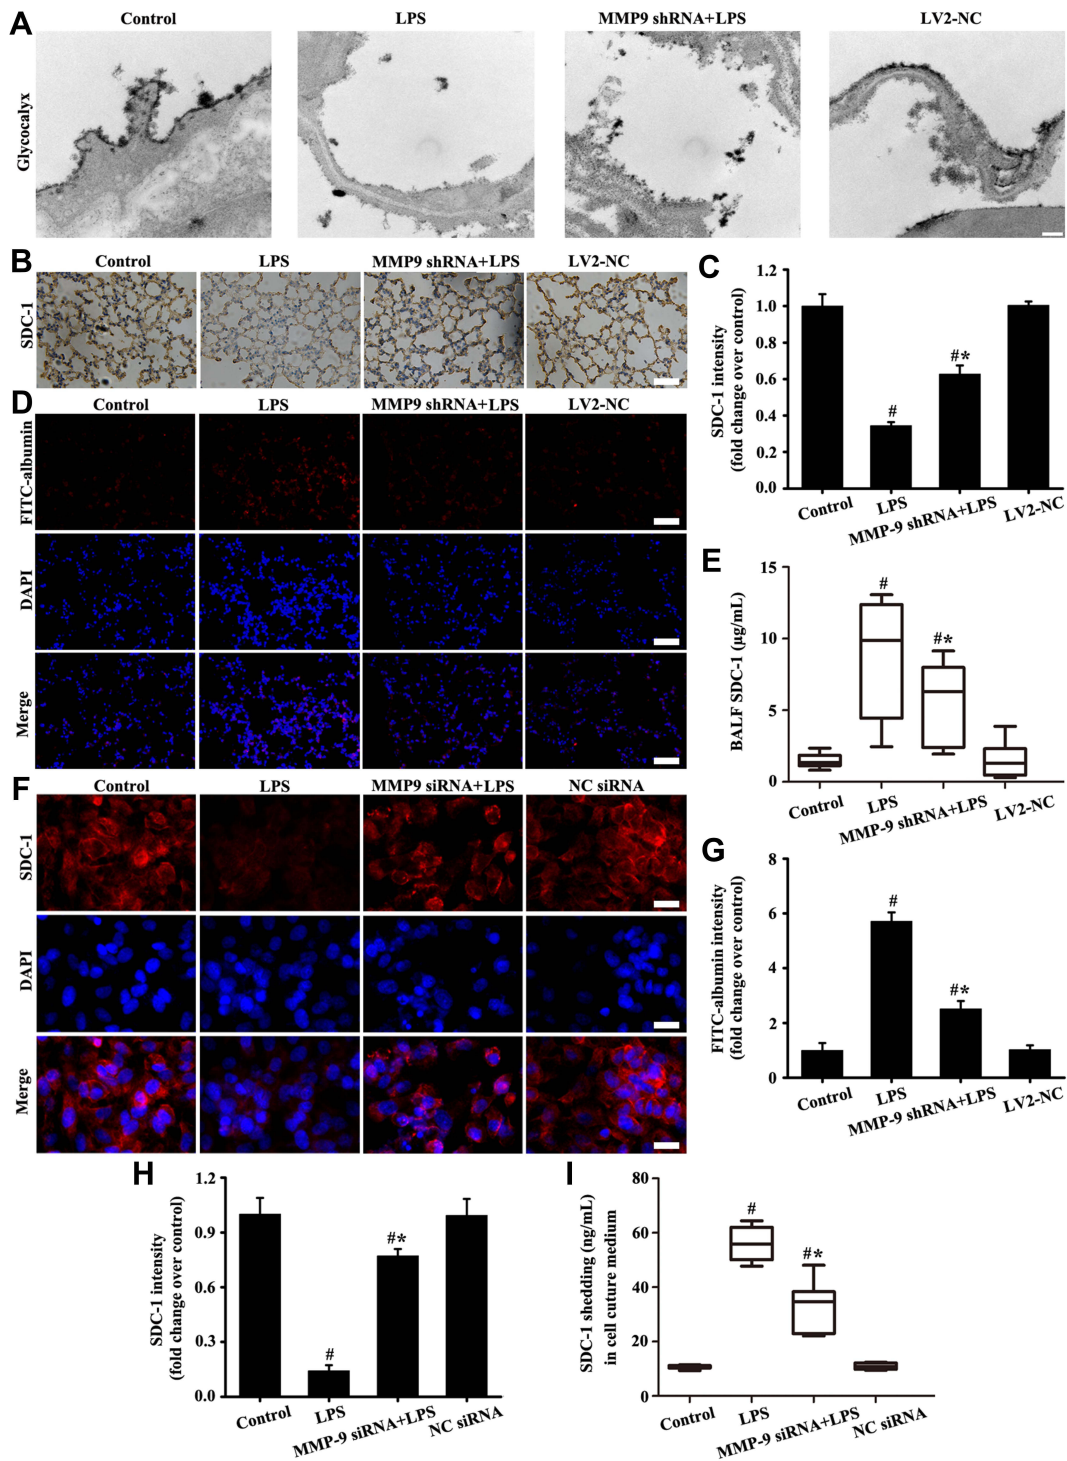 A
Control LPS MMP9 shRNA+LPS LV2-NC
Glycocalyx
B
Control LPS MMP9 shRNA+LPS LV2-NC
SDC-1
C
SDC-1 intensity
(fold change over control)
1.2
1.0
0.8
0.6
0.4
0.2
0.0
# #*
Control LPS MMP-9 shRNA+LPS LV2-NC
D
Control LPS MMP9 shRNA+LPS LV2-NC
FITC-albumin
DAPI
Merge
E
BALF SDC-1 (μg/mL)
15
10
5
0
# #*
Control LPS MMP-9 shRNA+LPS LV2-NC
F
Control LPS MMP9 siRNA+LPS NC siRNA
SDC-1
DAPI
Merge
G
FITC-albumin intensity
(fold change over control)
8
6
4
2
0
# #*
Control LPS MMP-9 shRNA+LPS LV2-NC
H
SDC-1 intensity
(fold change over control)
1.2
0.9
0.6
0.3
0.0
# #*
Control LPS MMP-9 siRNA+LPS NC siRNA
I
SDC-1 shedding (ng/mL)
in cell cuture medium
80
60
40
20
0
# #*
Control LPS MMP-9 siRNA+LPS NC siRNA